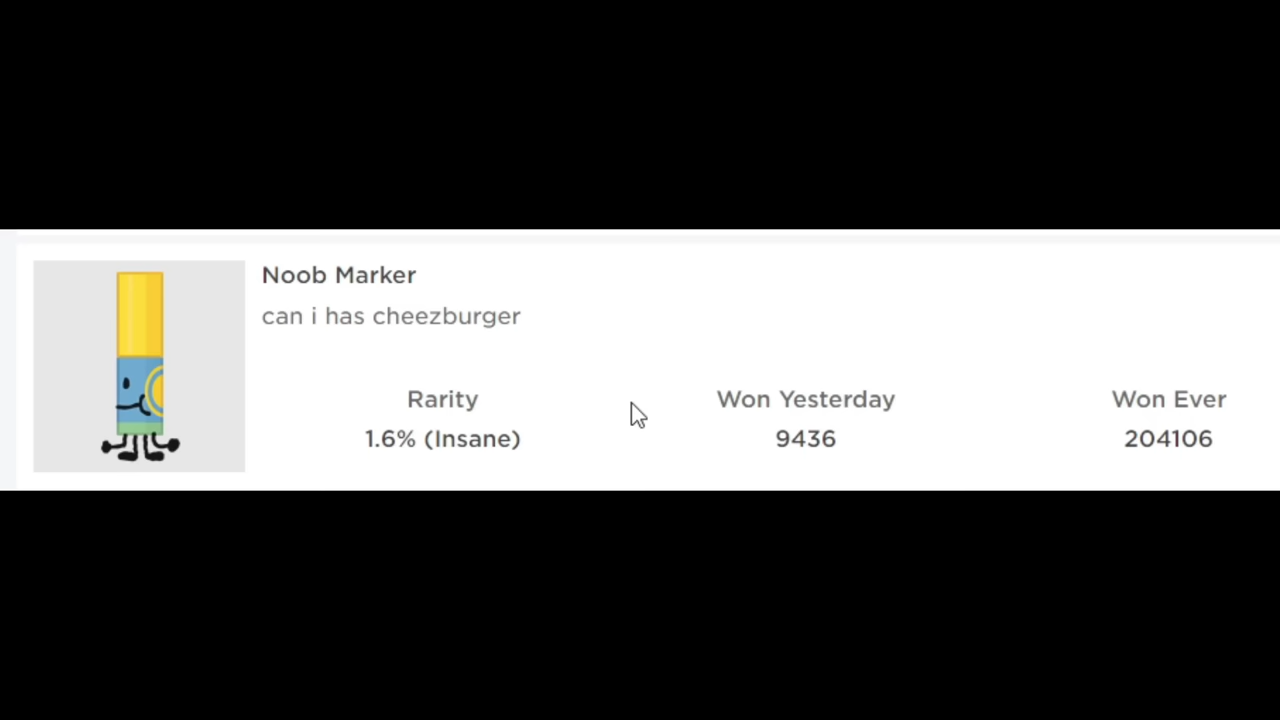 Noob Marker
can i has cheezburger
Rarity Won Yesterday Won Ever
1.6% (Insane) 9436 204106